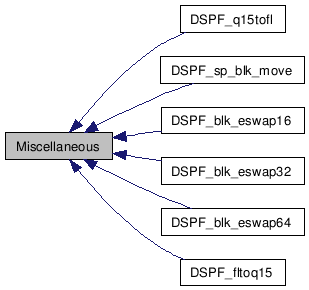 DSPF_q15tofl
DSPF_sp_blk_move
DSPF_blk_eswap16
Miscellaneous
DSPF_blk_eswap32
DSPF_blk_eswap64
DSPF_fltoq15